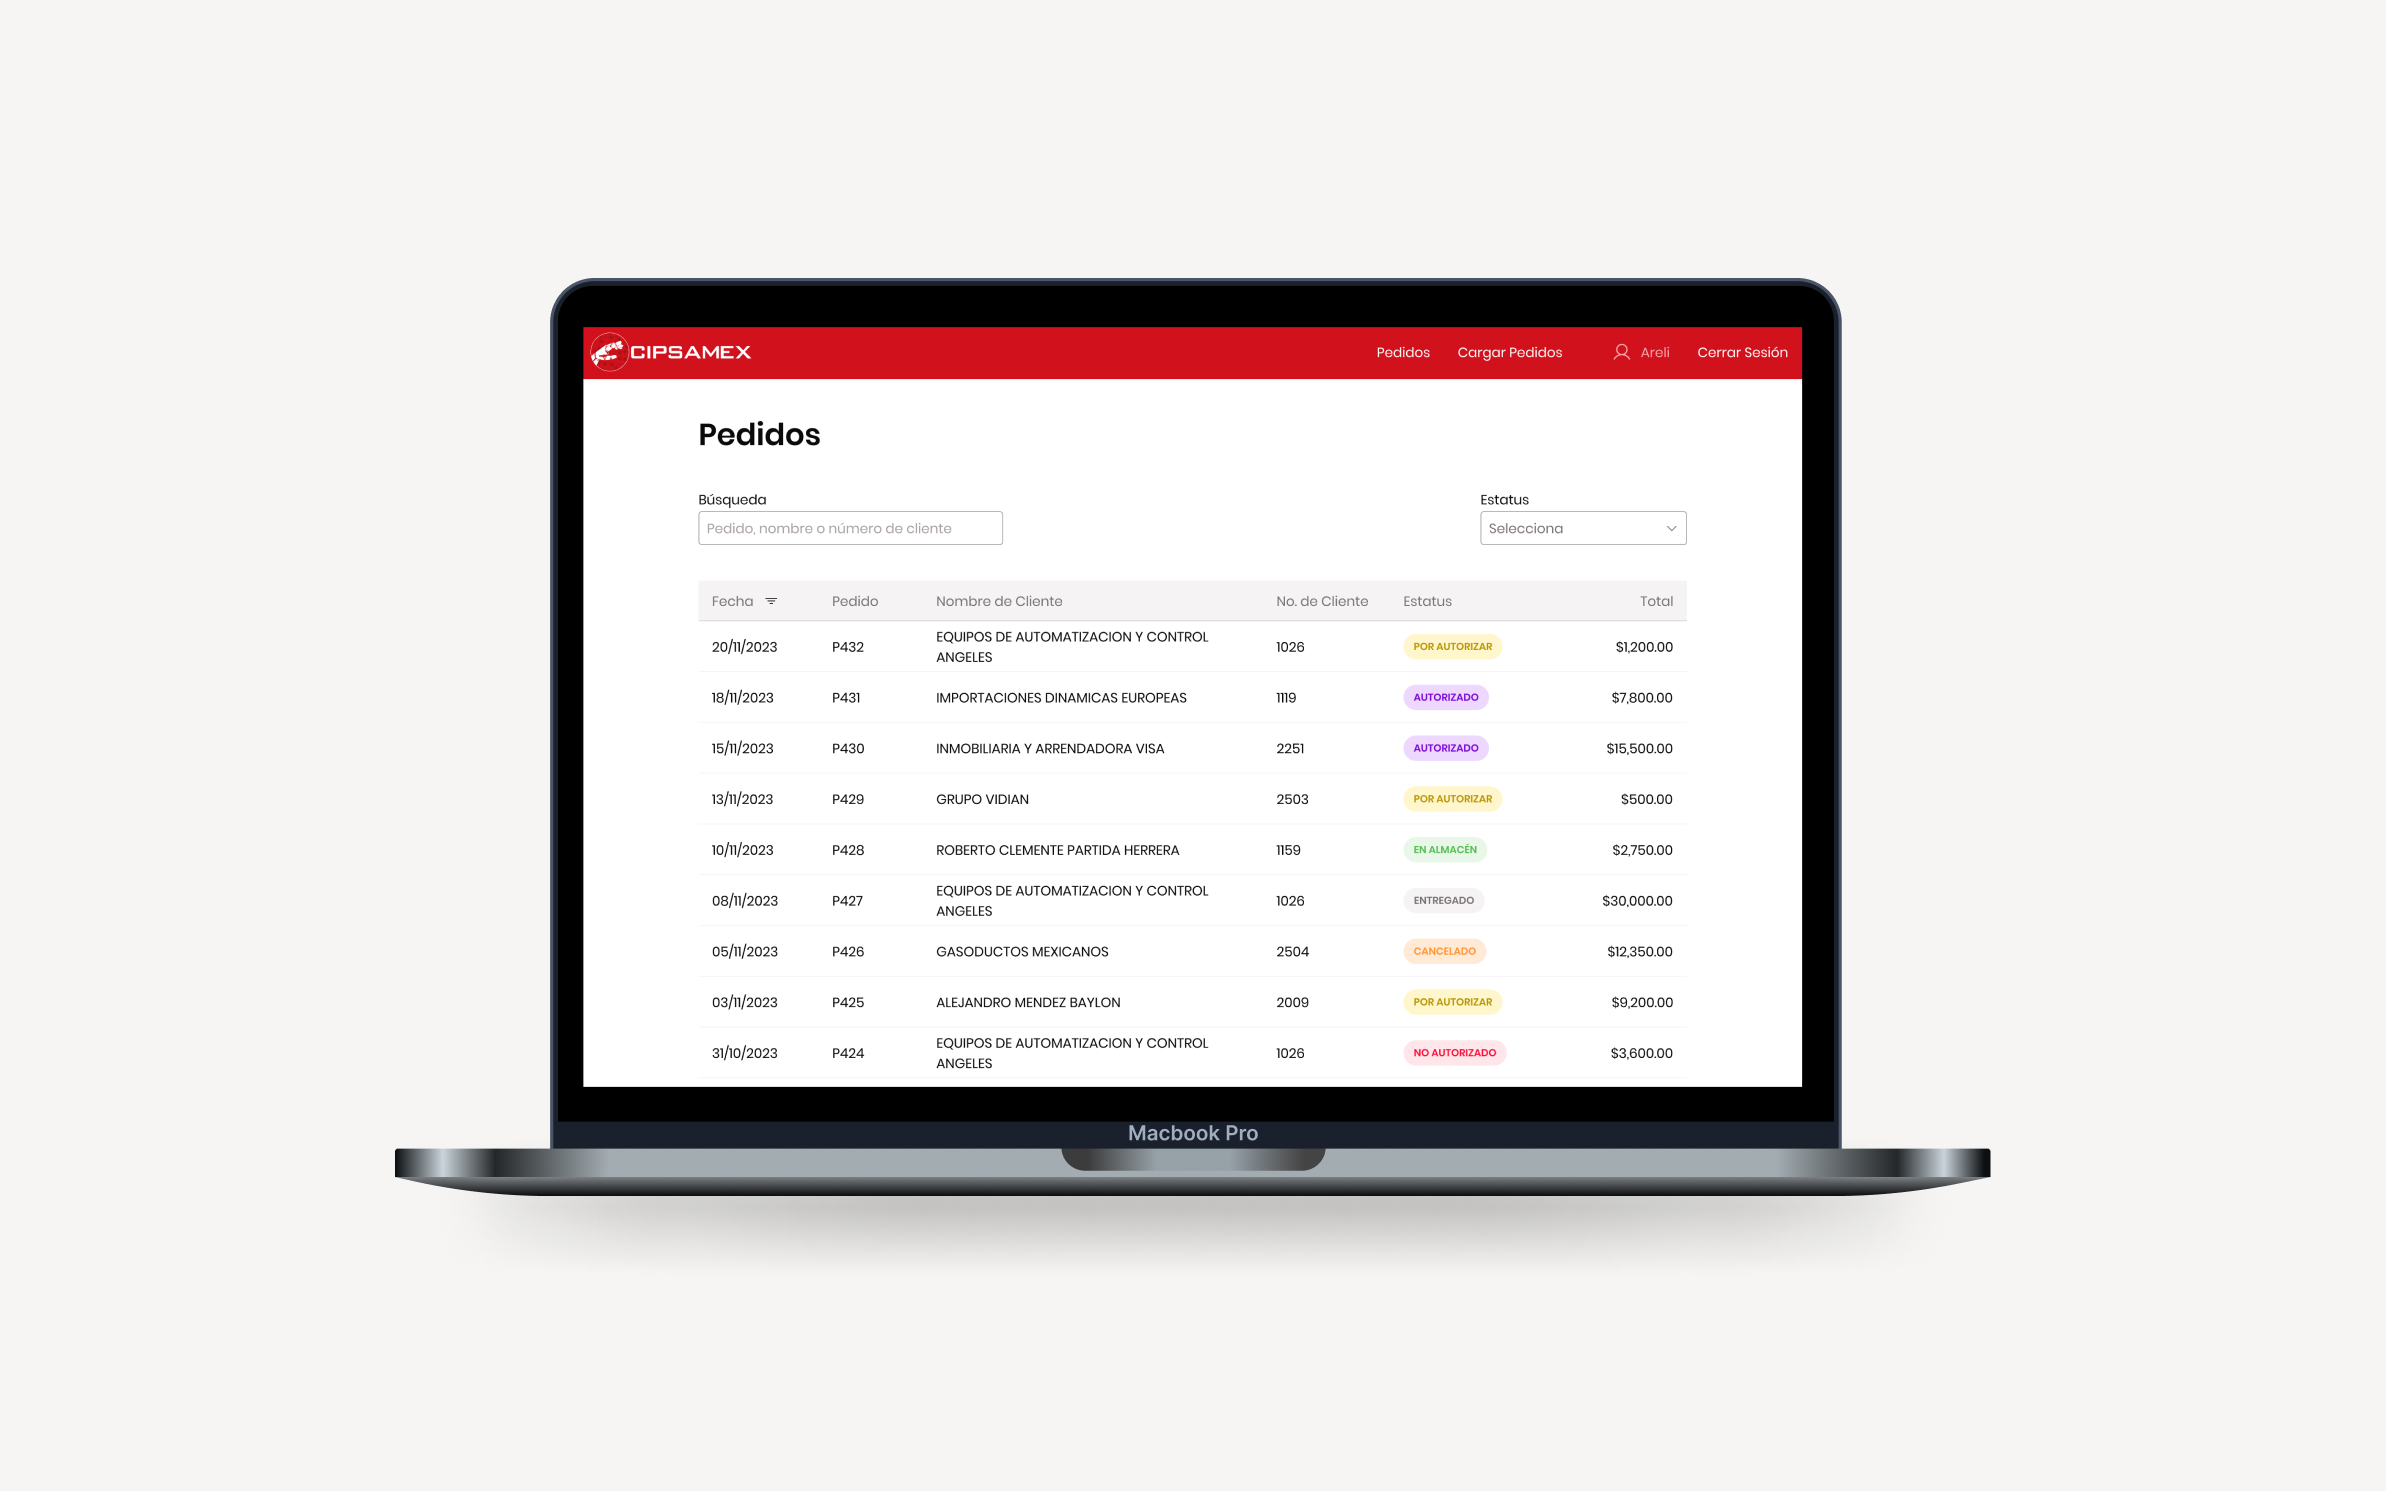 CIPSAMEX
Pedidos Cargar Pedidos Areli Cerrar Sesión
Pedidos
Búsqueda Estatus
Pedido, nombre o número de cliente Selecciona
Fecha Pedido Nombre de Cliente No. de Cliente Estatus Total
20/11/2023 P432 EQUIPOS DE AUTOMATIZACION Y CONTROL ANGELES 1026 POR AUTORIZAR $1,200.00
18/11/2023 P431 IMPORTACIONES DINAMICAS EUROPEAS 1119 AUTORIZADO $7,800.00
15/11/2023 P430 INMOBILIARIA Y ARRENDADORA VISA 2251 AUTORIZADO $15,500.00
13/11/2023 P429 GRUPO VIDIAN 2503 POR AUTORIZAR $500.00
10/11/2023 P428 ROBERTO CLEMENTE PARTIDA HERRERA 1159 EN ALMACÉN $2,750.00
08/11/2023 P427 EQUIPOS DE AUTOMATIZACION Y CONTROL ANGELES 1026 ENTREGADO $30,000.00
05/11/2023 P426 GASODUCTOS MEXICANOS 2504 CANCELADO $12,350.00
03/11/2023 P425 ALEJANDRO MENDEZ BAYLON 2009 POR AUTORIZAR $9,200.00
31/10/2023 P424 EQUIPOS DE AUTOMATIZACION Y CONTROL ANGELES 1026 NO AUTORIZADO $3,600.00
Macbook Pro